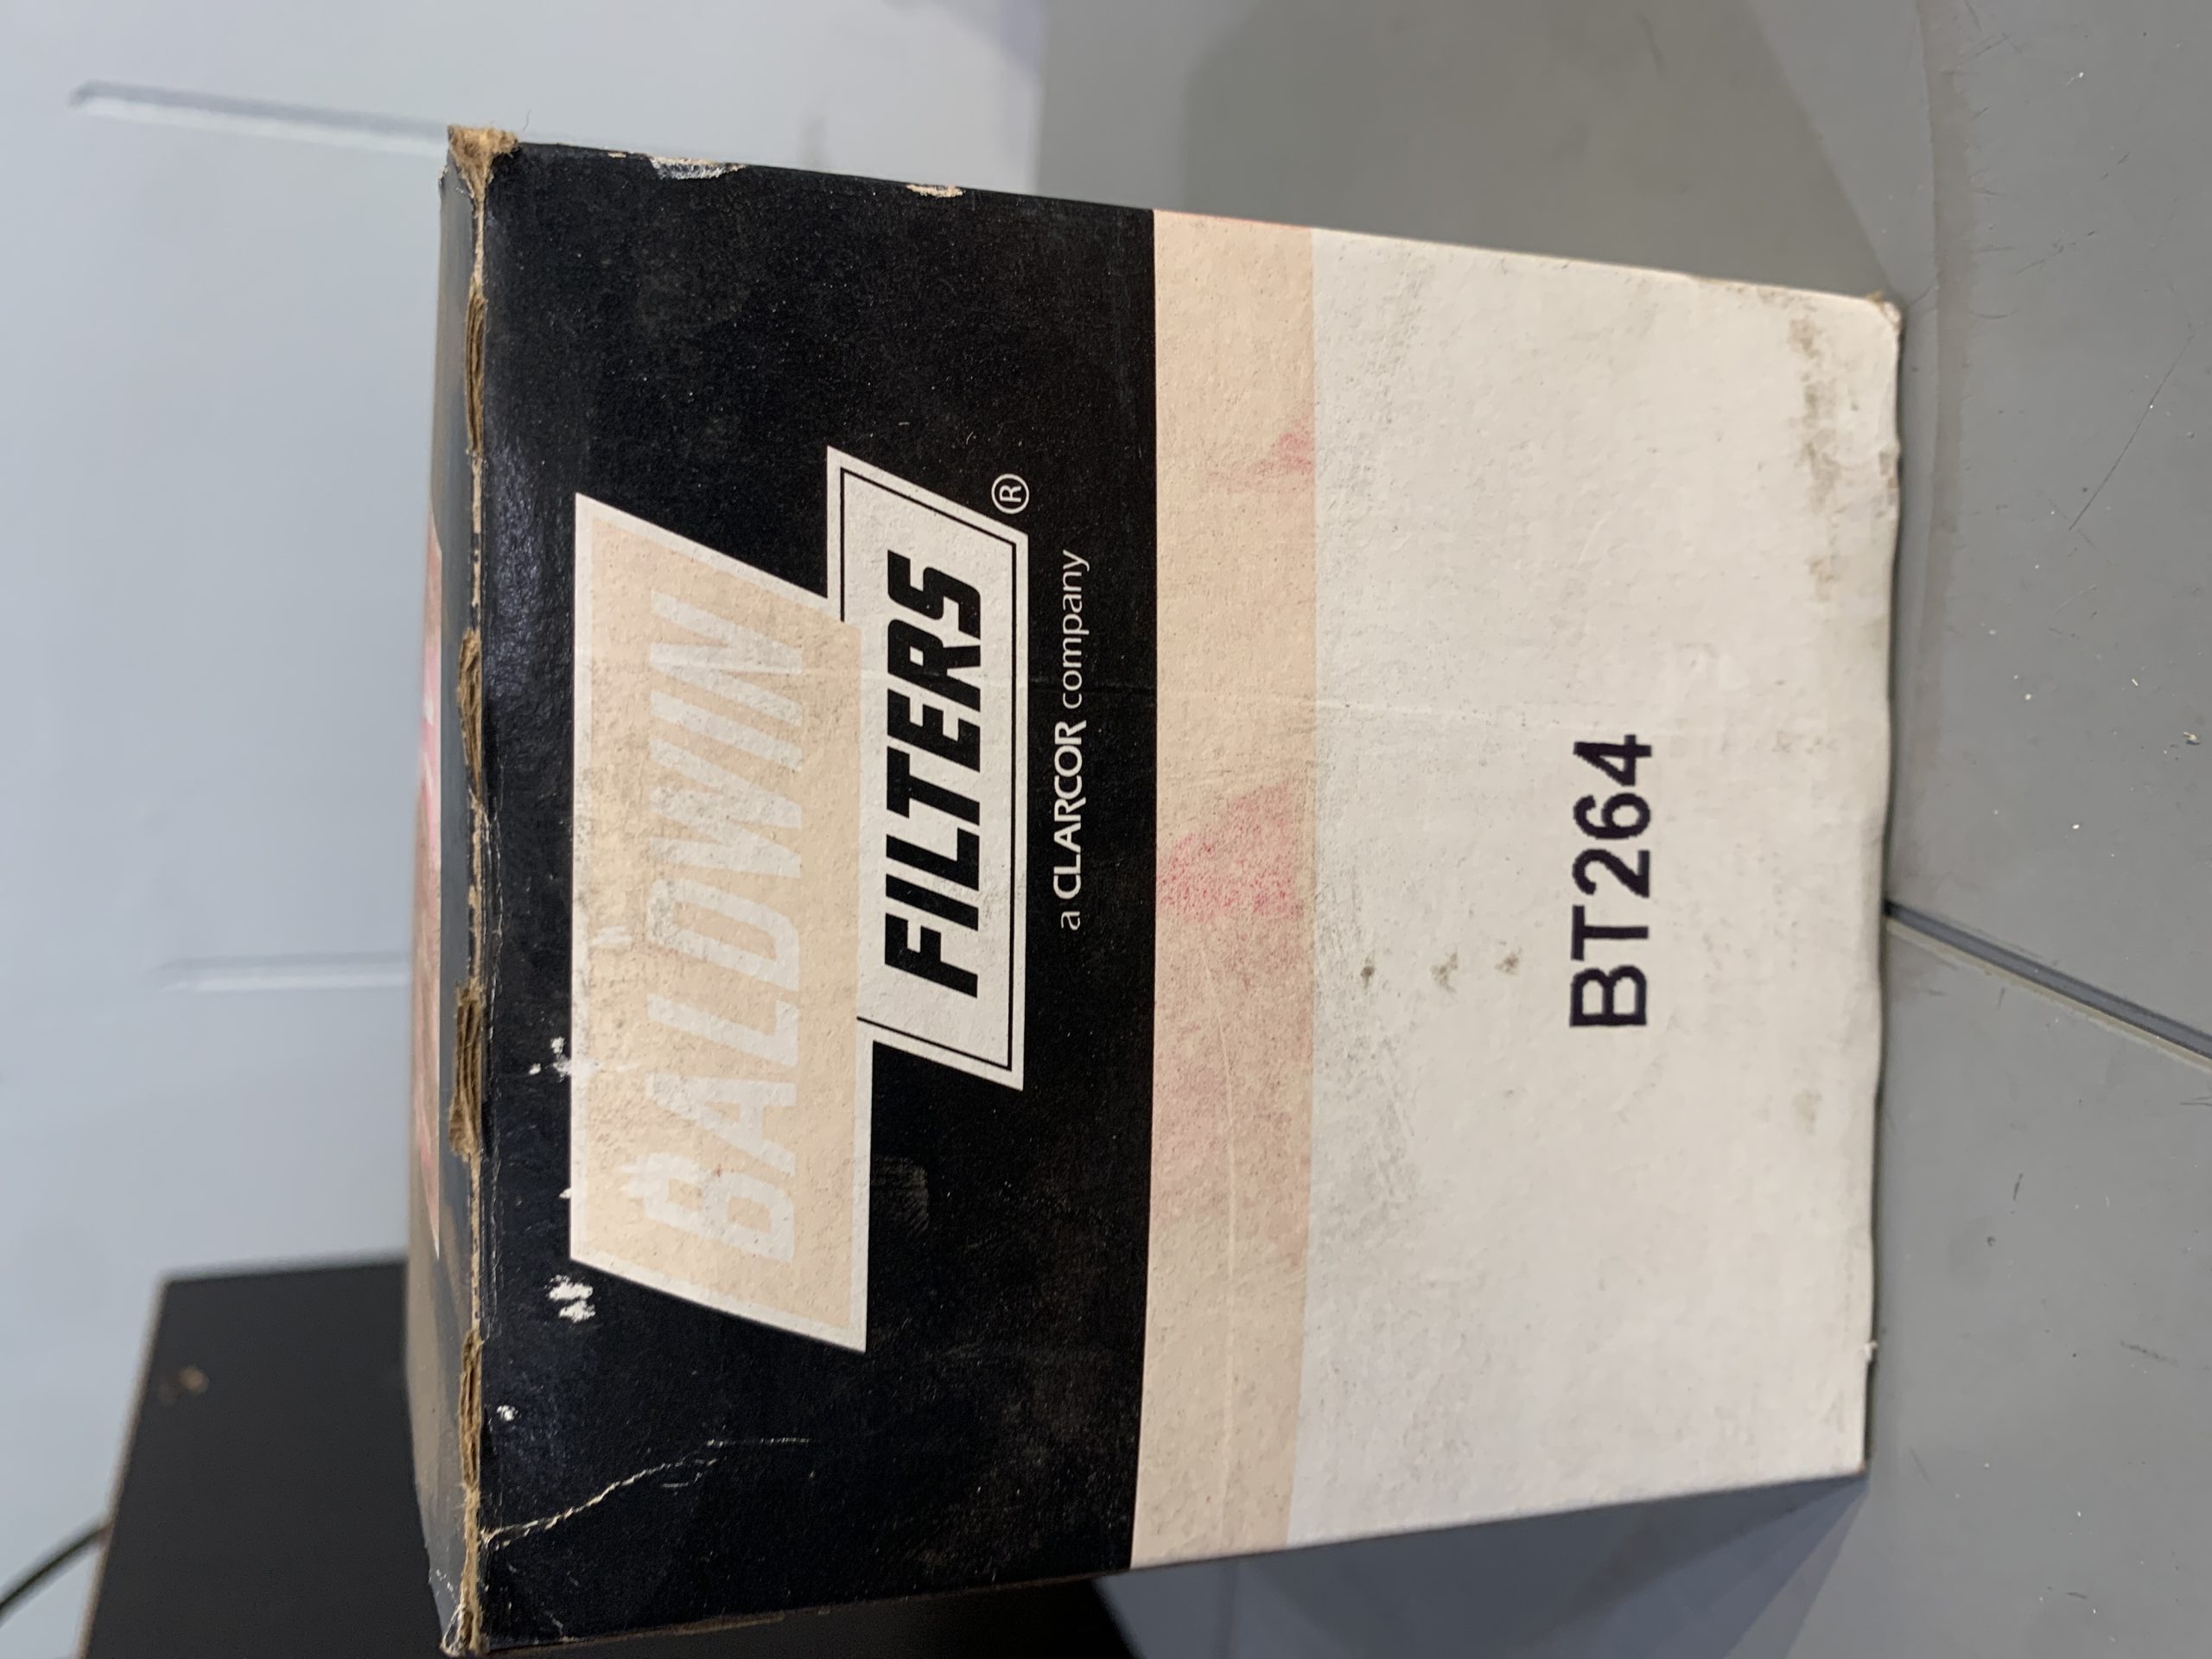 BALDWIN
FILTERS®
a CLARCOR company
BT264